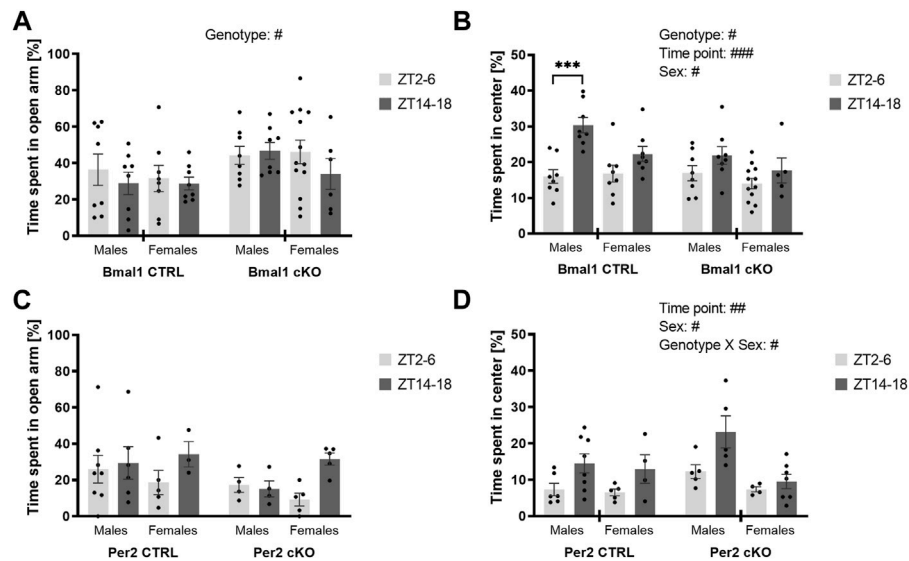 A
Genotype: #
Time spent in open arm [%]
100
80
60
40
20
0
Males
Females
Males
Females
Bmal1 CTRL
Bmal1 cKO
ZT2-6
ZT14-18
B
Genotype: #
Time point: ###
Sex: #
Time spent in center [%]
50
40
30
20
10
0
***
Males
Females
Males
Females
Bmal1 CTRL
Bmal1 cKO
ZT2-6
ZT14-18
C
Time spent in open arm [%]
100
80
60
40
20
0
Males
Females
Males
Females
Per2 CTRL
Per2 cKO
ZT2-6
ZT14-18
D
Time point: ##
Sex: #
Genotype X Sex: #
Time spent in center [%]
50
40
30
20
10
0
Males
Females
Males
Females
Per2 CTRL
Per2 cKO
ZT2-6
ZT14-18